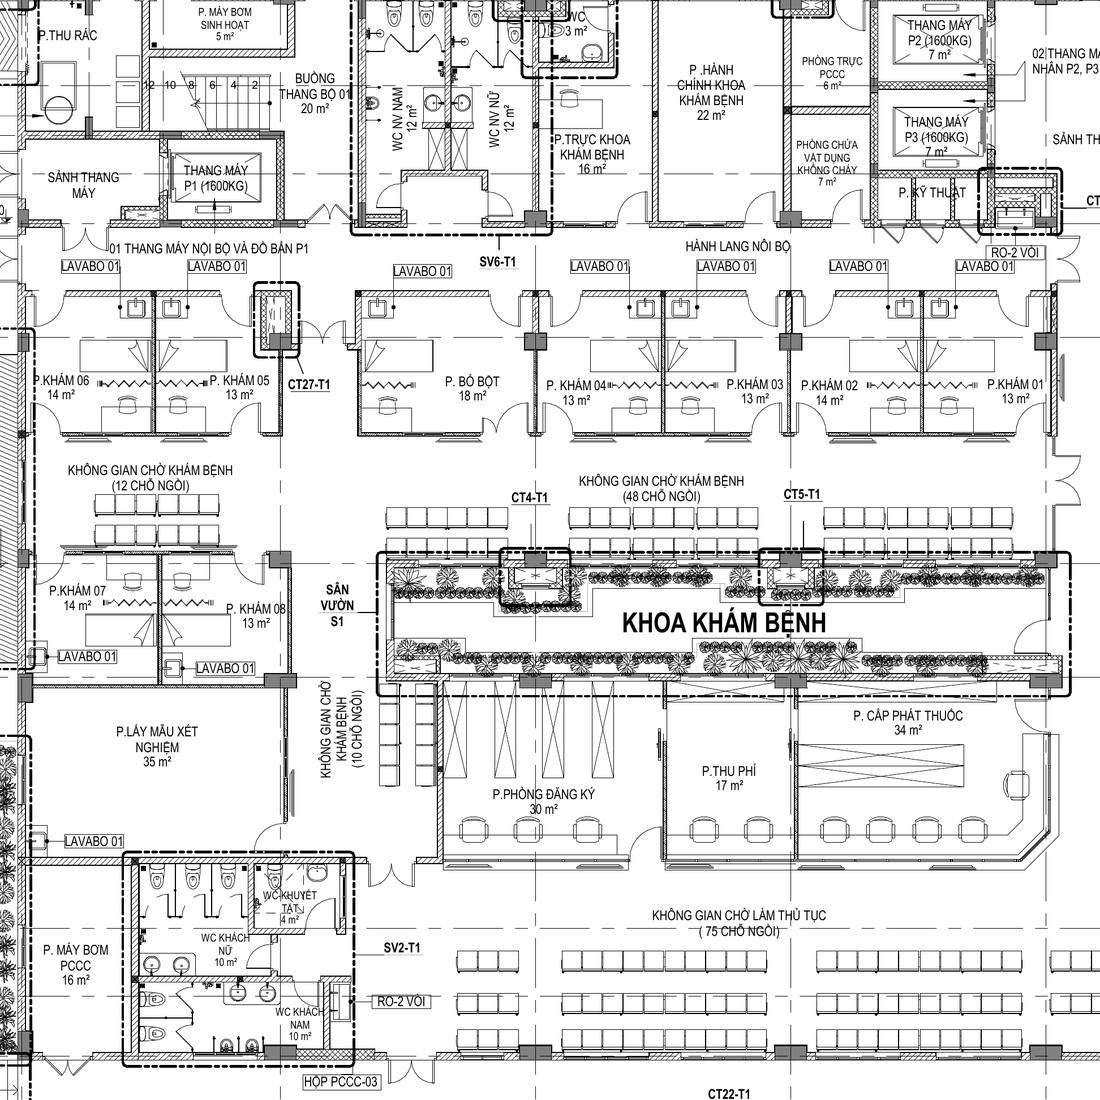 P.THU RÁC
P. MÁY BƠM
SINH HOẠT
5 m²
12 10 8 6 4 2
BUỒNG
THANG BỘ 01
20 m²
WC NV NAM
12 m²
WC NV NỮ
12 m²
WC
3 m²
P.TRỰC KHOA
KHÁM BỆNH
16 m²
P .HÀNH
CHÍNH KHOA
KHÁM BỆNH
22 m²
PHÒNG TRỰC
PCCC
6 m²
PHÒNG CHỨA
VẬT DỤNG
KHÔNG CHÁY
7 m²
THANG MÁY
P2 (1600KG)
7 m²
THANG MÁY
P3 (1600KG)
7 m²
02 THANG MÁ
NHÂN P2, P3
SẢNH TH
P. KỸ THUẬT
CT
SẢNH THANG
MÁY
THANG MÁY
P1 (1600KG)
01 THANG MÁY NỘI BỘ VÀ ĐỒ BẨN P1
SV6-T1
HÀNH LANG NỘI BỘ
RO-2 VÒI
LAVABO 01
LAVABO 01
LAVABO 01
LAVABO 01
LAVABO 01
LAVABO 01
LAVABO 01
P.KHÁM 06
14 m²
P. KHÁM 05
13 m²
CT27-T1
P. BÓ BỘT
18 m²
P. KHÁM 04
13 m²
P.KHÁM 03
13 m²
P.KHÁM 02
14 m²
P.KHÁM 01
13 m²
KHÔNG GIAN CHỜ KHÁM BỆNH
(12 CHỖ NGỒI)
KHÔNG GIAN CHỜ KHÁM BỆNH
(48 CHỖ NGỒI)
CT4-T1
CT5-T1
P.KHÁM 07
14 m²
P. KHÁM 08
13 m²
LAVABO 01
LAVABO 01
SÂN
VƯỜN
S1
KHOA KHÁM BỆNH
P.LẤY MẪU XÉT
NGHIỆM
35 m²
LAVABO 01
KHÔNG GIAN CHỜ
KHÁM BỆNH
(10 CHỖ NGỒI)
P.PHÒNG ĐĂNG KÝ
30 m²
P.THU PHÍ
17 m²
P. CẤP PHÁT THUỐC
34 m²
WC KHUYẾT
TẬT
4 m²
WC KHÁCH
NỮ
10 m²
SV2-T1
P. MÁY BƠM
PCCC
16 m²
WC KHÁCH
NAM
10 m²
RO-2 VÒI
HỘP PCCC-03
KHÔNG GIAN CHỜ LÀM THỦ TỤC
( 75 CHỖ NGỒI)
CT22-T1